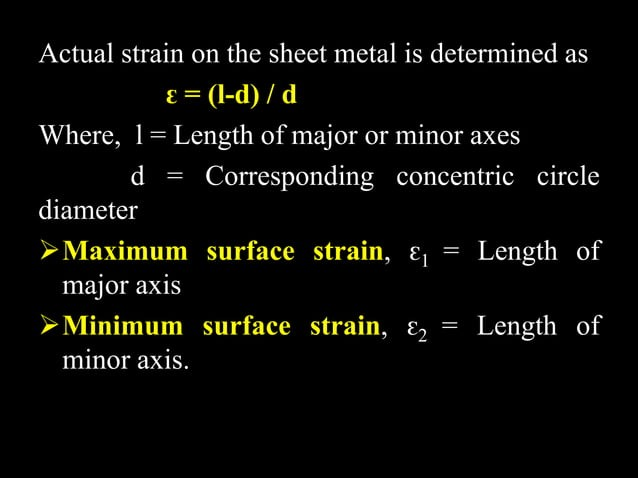 Actual strain on the sheet metal is determined as
ε = (l-d) / d
Where, l = Length of major or minor axes
d = Corresponding concentric circle
diameter
➢Maximum surface strain, ε₁ = Length of
major axis
➢Minimum surface strain, ε₂ = Length of
minor axis.